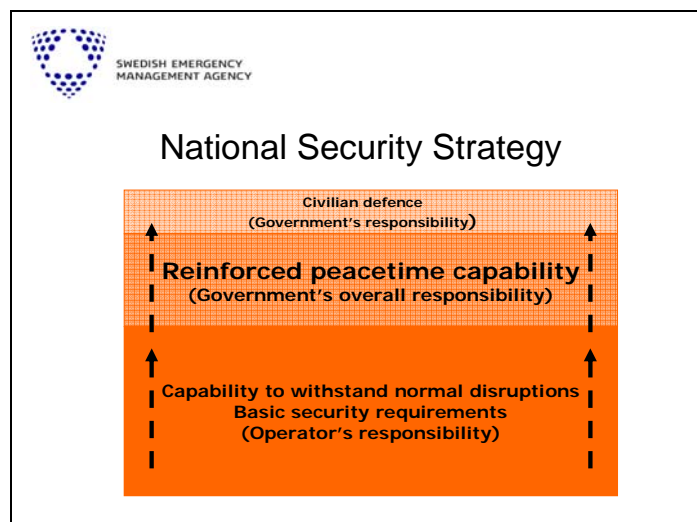 SWEDISH EMERGENCY
MANAGEMENT AGENCY
National Security Strategy
Civilian defence
(Government's responsibility)
Reinforced peacetime capability
(Government's overall responsibility)
Capability to withstand normal disruptions
Basic security requirements
(Operator's responsibility)